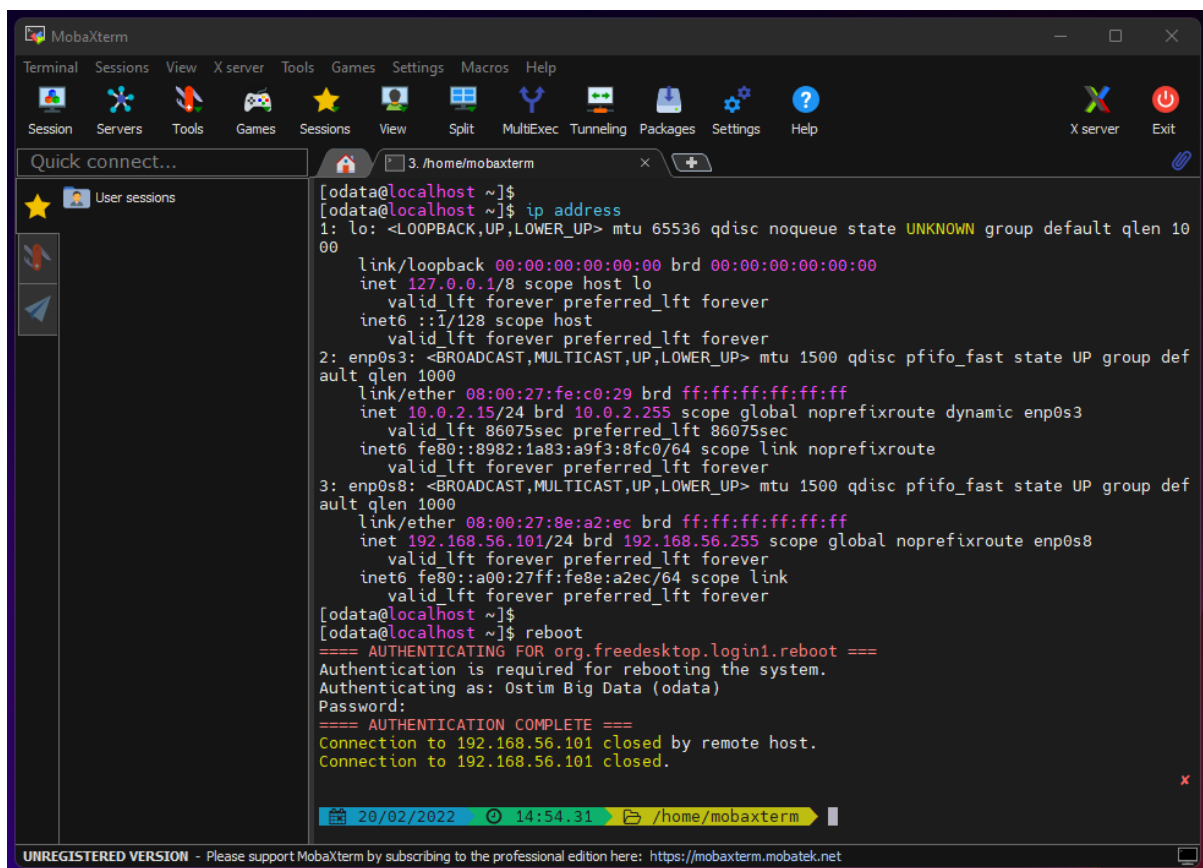 MobaXterm
Terminal Sessions View X server Tools Games Settings Macros Help
Session Servers Tools Games Sessions View Split MultiExec Tunneling Packages Settings Help X server Exit
Quick connect...
3. /home/mobaxterm
User sessions
[odata@localhost ~]$
[odata@localhost ~]$ ip address
1: lo: <LOOPBACK,UP,LOWER_UP> mtu 65536 qdisc noqueue state UNKNOWN group default qlen 10
00
link/loopback 00:00:00:00:00:00 brd 00:00:00:00:00:00
inet 127.0.0.1/8 scope host lo
valid_lft forever preferred_lft forever
inet6 ::1/128 scope host
valid_lft forever preferred_lft forever
2: enp0s3: <BROADCAST,MULTICAST,UP,LOWER_UP> mtu 1500 qdisc pfifo_fast state UP group def
ault qlen 1000
link/ether 08:00:27:fe:c0:29 brd ff:ff:ff:ff:ff:ff
inet 10.0.2.15/24 brd 10.0.2.255 scope global noprefixroute dynamic enp0s3
valid_lft 86075sec preferred_lft 86075sec
inet6 fe80::8982:1a83:a9f3:8fc0/64 scope link noprefixroute
valid_lft forever preferred_lft forever
3: enp0s8: <BROADCAST,MULTICAST,UP,LOWER_UP> mtu 1500 qdisc pfifo_fast state UP group def
ault qlen 1000
link/ether 08:00:27:8e:a2:ec brd ff:ff:ff:ff:ff:ff
inet 192.168.56.101/24 brd 192.168.56.255 scope global noprefixroute enp0s8
valid_lft forever preferred_lft forever
inet6 fe80::a00:27ff:fe8e:a2ec/64 scope link
valid_lft forever preferred_lft forever
[odata@localhost ~]$
[odata@localhost ~]$ reboot
==== AUTHENTICATING FOR org.freedesktop.login1.reboot ===
Authentication is required for rebooting the system.
Authenticating as: Ostim Big Data (odata)
Password:
==== AUTHENTICATION COMPLETE ===
Connection to 192.168.56.101 closed by remote host.
Connection to 192.168.56.101 closed.
20/02/2022 14:54.31 /home/mobaxterm
UNREGISTERED VERSION - Please support MobaXterm by subscribing to the professional edition here: https://mobaxterm.mobatek.net